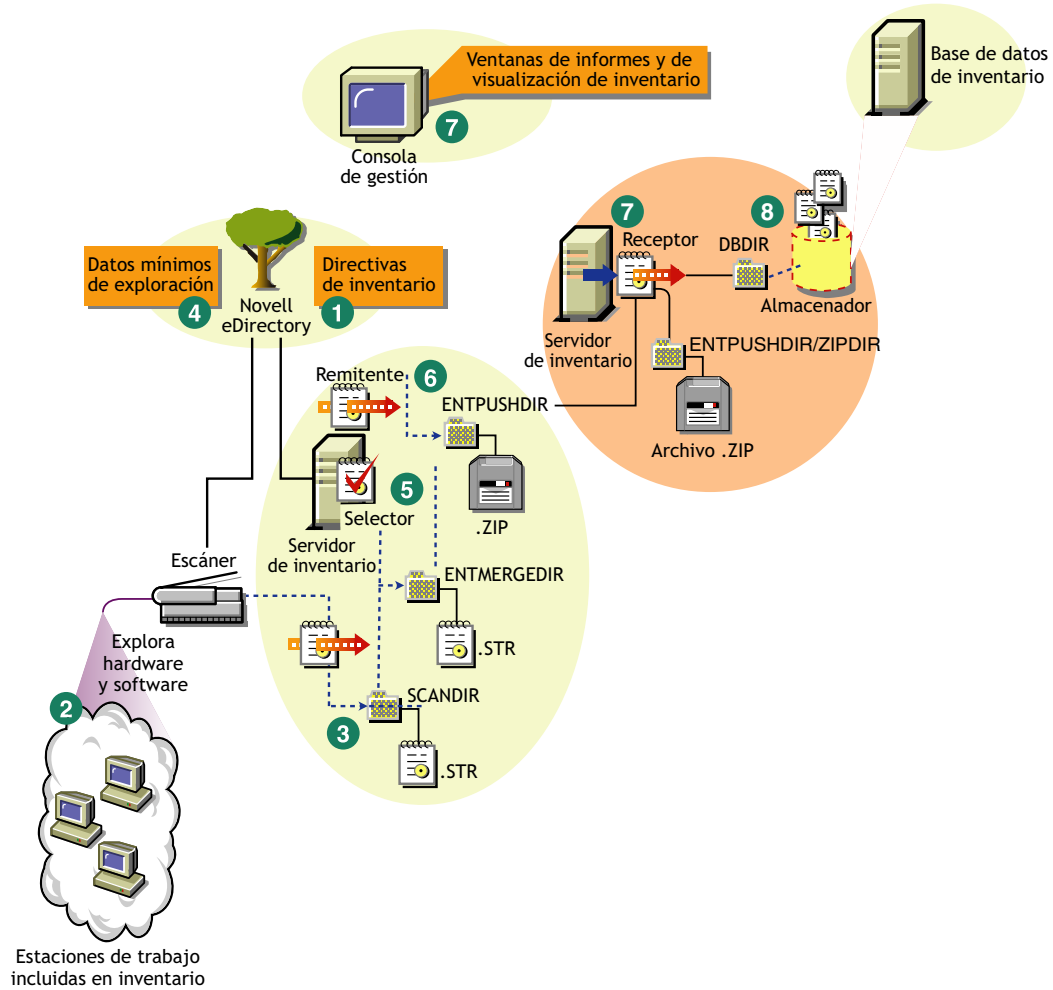 Ventanas de informes y de
visualización de inventario
7
Consola
de gestión
Base de datos
de inventario
Datos mínimos
de exploración
4
Directivas
de inventario
1
Novell
eDirectory
7
Receptor
DBDIR
8
Almacenador
Servidor
de inventario
ENTPUSHDIR/ZIPDIR
Archivo .ZIP
Remitente
6
ENTPUSHDIR
.ZIP
5
Selector
Servidor
de inventario
Escáner
ENTMERGEDIR
.STR
Explora
hardware
y software
SCANDIR
3
.STR
2
Estaciones de trabajo
incluidas en inventario